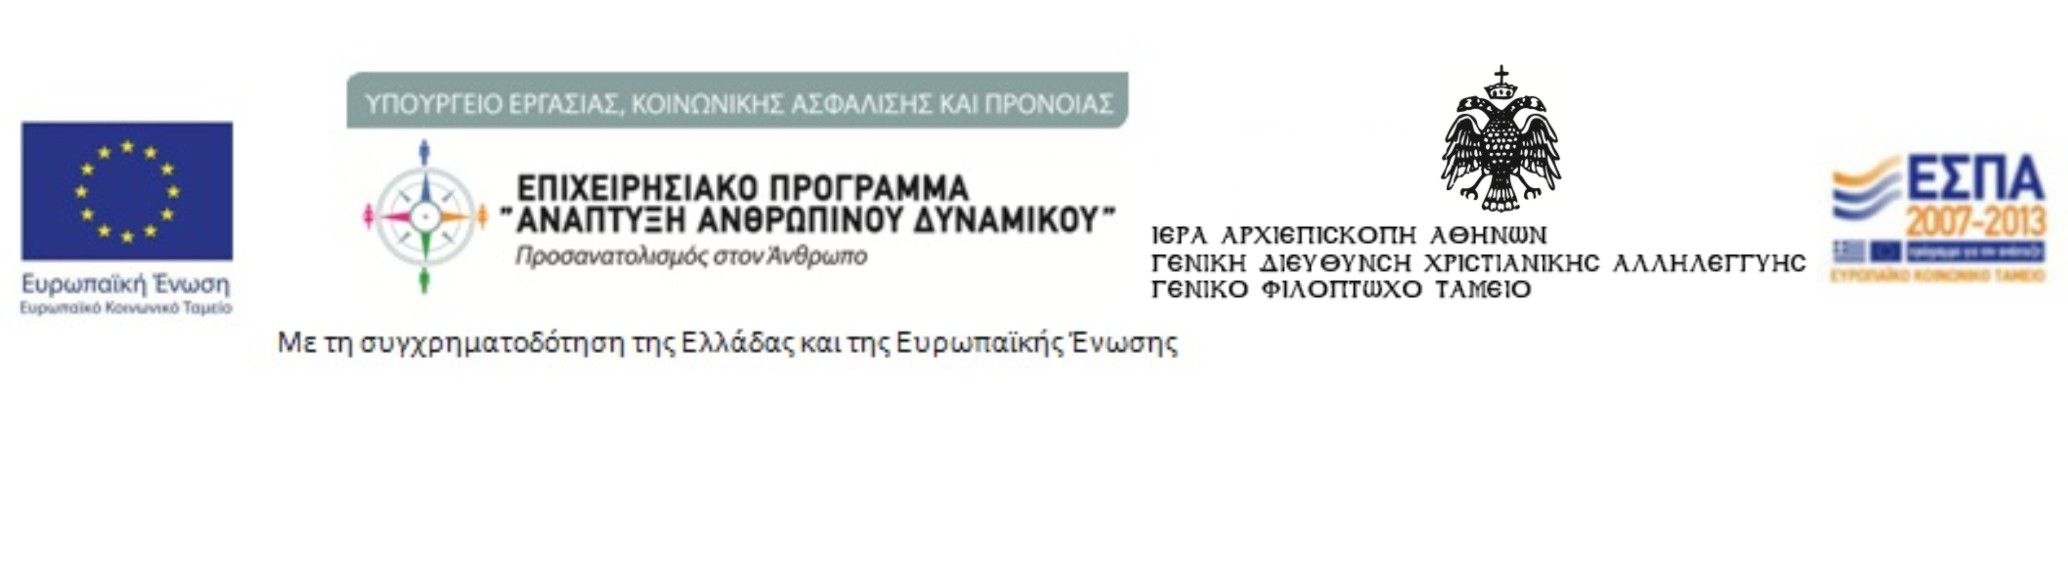 ΥΠΟΥΡΓΕΙΟ ΕΡΓΑΣΙΑΣ, ΚΟΙΝΩΝΙΚΗΣ ΑΣΦΑΛΙΣΗΣ ΚΑΙ ΠΡΟΝΟΙΑΣ
ΕΠΙΧΕΙΡΗΣΙΑΚΟ ΠΡΟΓΡΑΜΜΑ
"ΑΝΑΠΤΥΞΗ ΑΝΘΡΩΠΙΝΟΥ ΔΥΝΑΜΙΚΟΥ"
Προσανατολισμός στον Άνθρωπο
Ευρωπαϊκή Ένωση
Ευρωπαϊκό Κοινωνικό Ταμείο
ΙΕΡΑ ΑΡΧΙΕΠΙΣΚΟΠΗ ΑΘΗΝΩΝ
ΓΕΝΙΚΗ ΔΙΕΥΘΥΝΣΗ ΧΡΙΣΤΙΑΝΙΚΗΣ ΑΛΛΗΛΕΓΓΥΗΣ
ΓΕΝΙΚΟ ΦΙΛΟΠΤΩΧΟ ΤΑΜΕΙΟ
ΕΣΠΑ
2007-2013
ΕΥΡΩΠΑΪΚΟ ΚΟΙΝΩΝΙΚΟ ΤΑΜΕΙΟ
Με τη συγχρηματοδότηση της Ελλάδας και της Ευρωπαϊκής Ένωσης